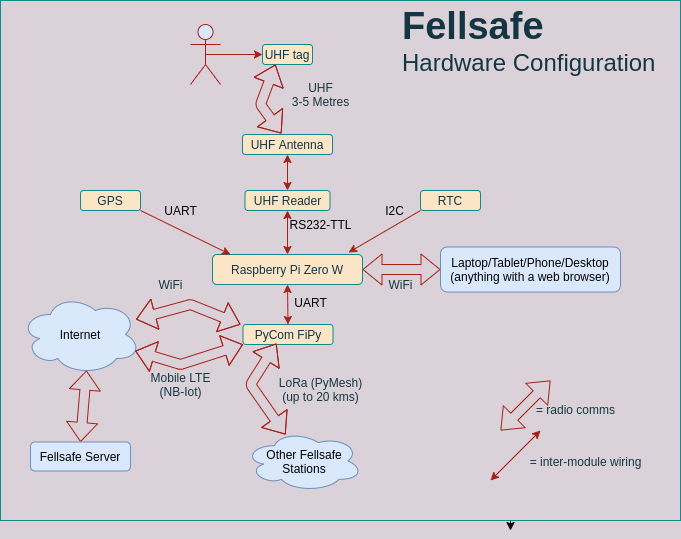 Fellsafe
Hardware Configuration
UHF tag
UHF
3-5 Metres
UHF Antenna
GPS
UHF Reader
RTC
UART
I2C
RS232-TTL
Raspberry Pi Zero W
Laptop/Tablet/Phone/Desktop
(anything with a web browser)
WiFi
WiFi
UART
Internet
PyCom FiPy
Mobile LTE
(NB-Iot)
LoRa (PyMesh)
(up to 20 kms)
= radio comms
Fellsafe Server
Other Fellsafe
Stations
= inter-module wiring